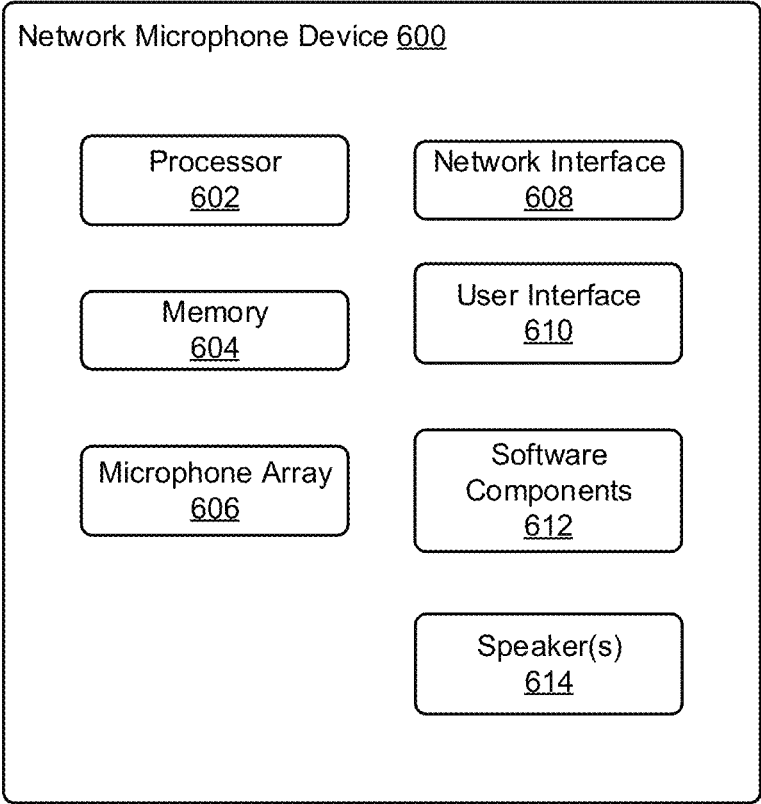 Network Microphone Device 600
Processor
602
Memory
604
Microphone Array
606
Network Interface
608
User Interface
610
Software
Components
612
Speaker(s)
614